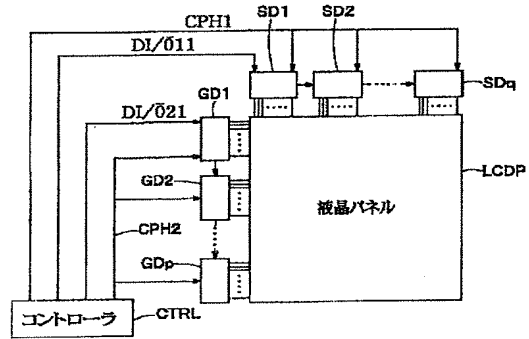 CPH1
DI/Ō11
SD1
SD2
SDq
DI/Ō21
GD1
GD2
CPH2
GDp
液晶パネル
LCDP
コントローラ
CTRL